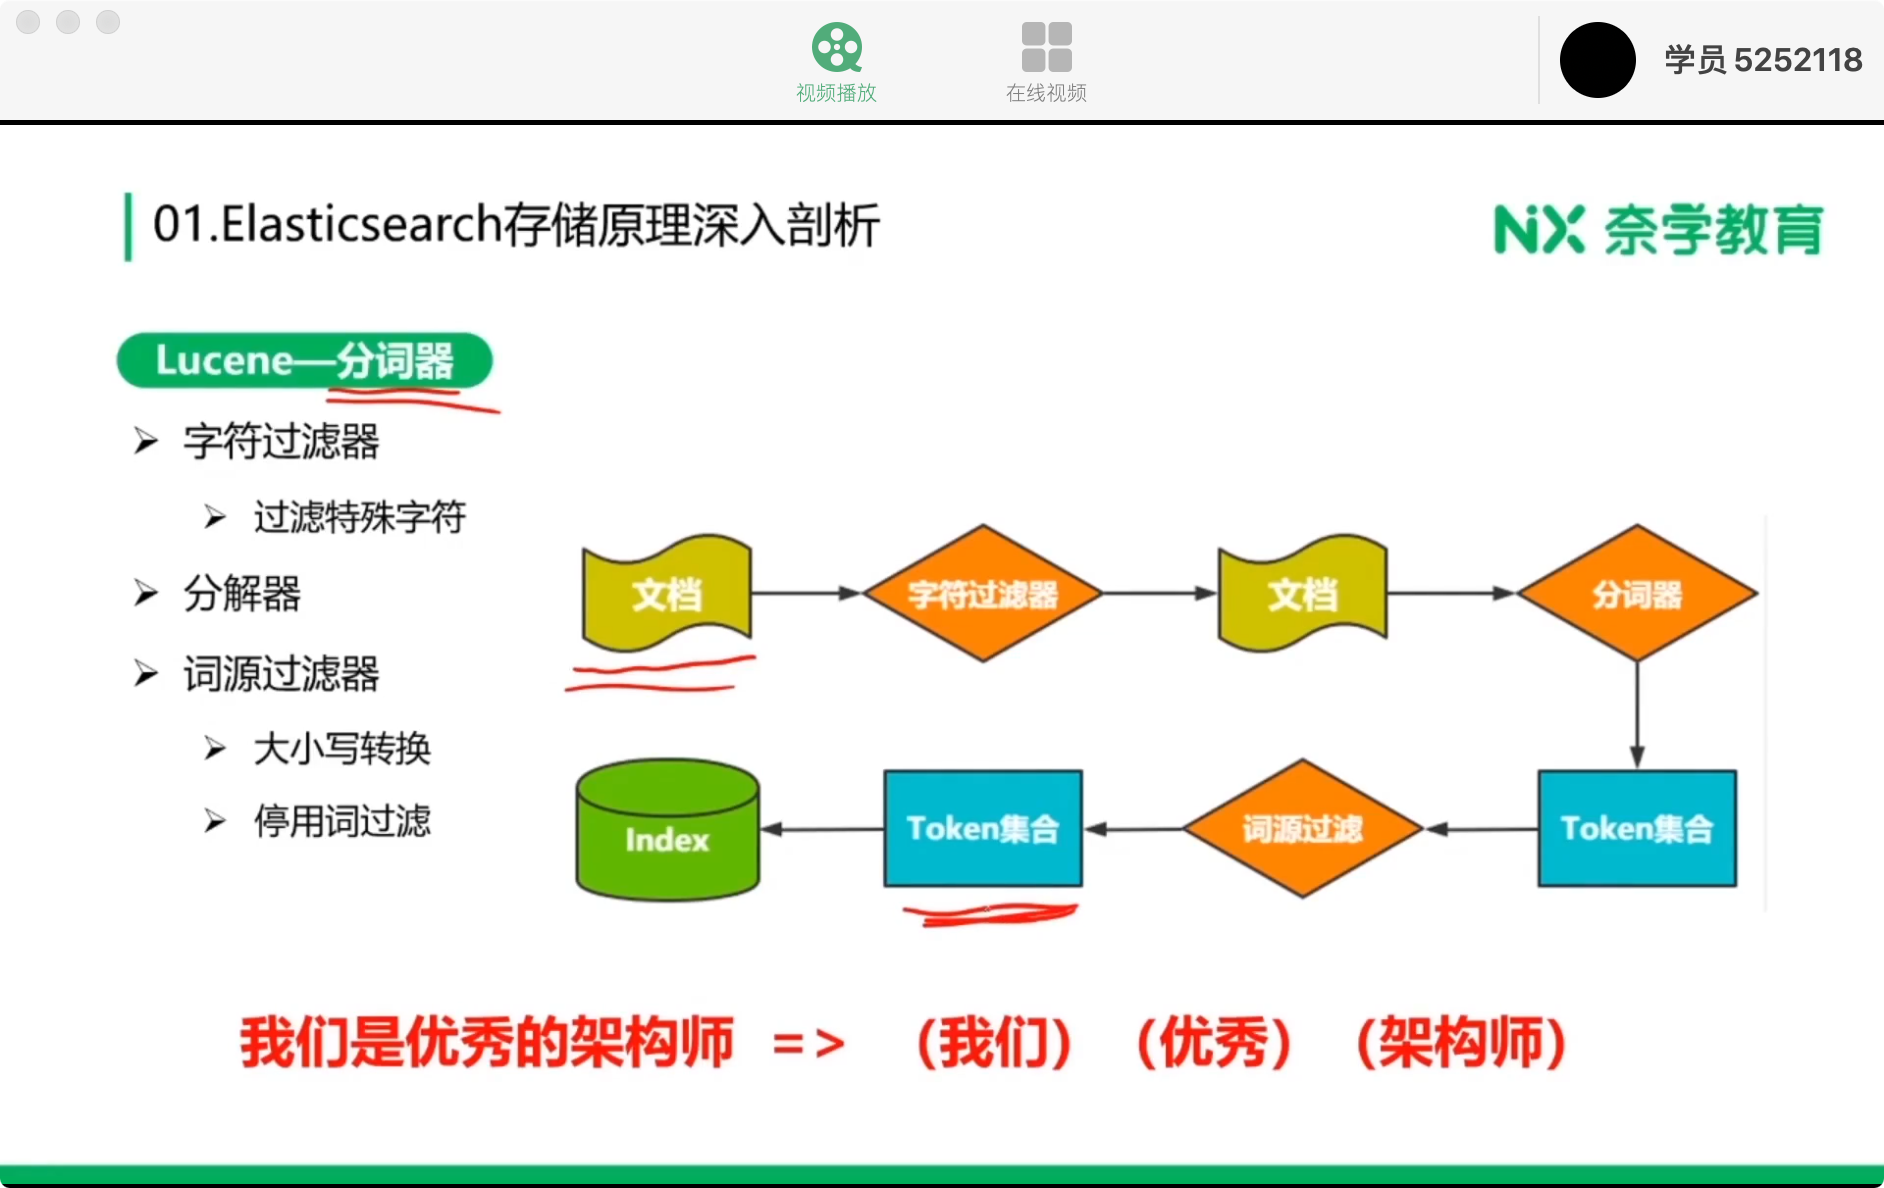 视频播放
在线视频
学员 5252118
01.Elasticsearch存储原理深入剖析
NiX 奈学教育
Lucene—分词器
字符过滤器
过滤特殊字符
分解器
词源过滤器
大小写转换
停用词过滤
文档
字符过滤器
文档
分词器
Index
Token集合
词源过滤
Token集合
我们是优秀的架构师 => （我们）（优秀）（架构师）